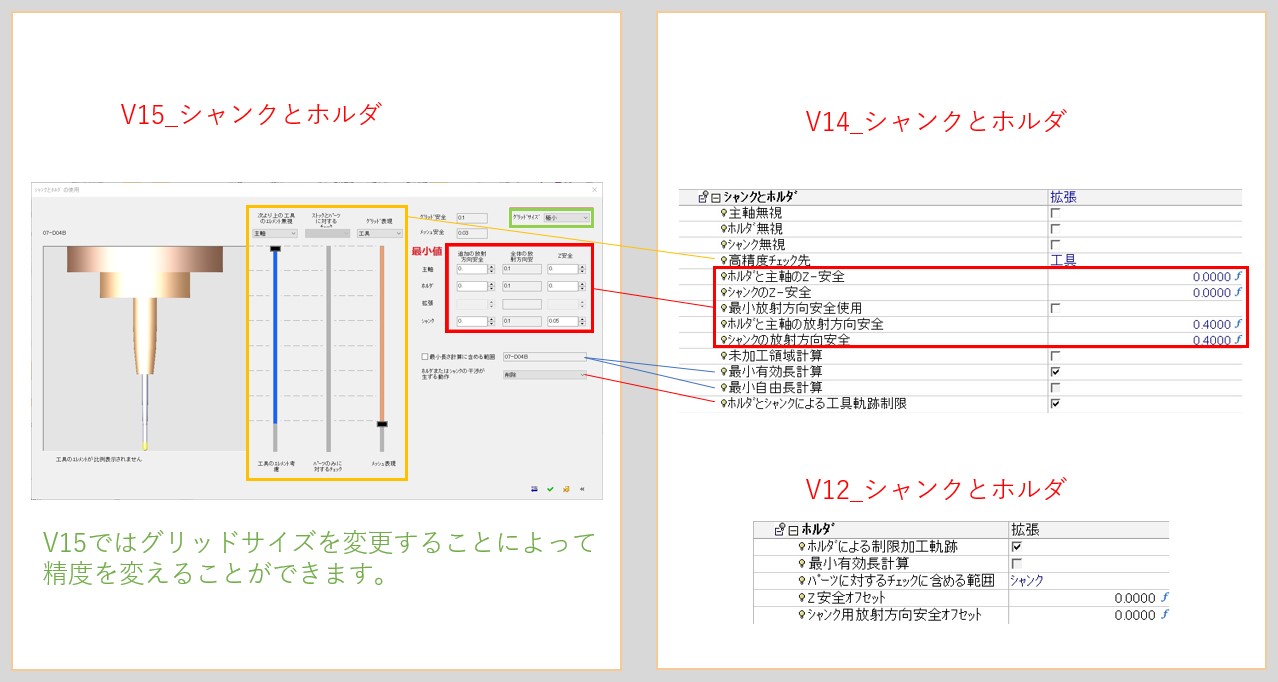 V15_シャンクとホルダ
シャンクとホルダの使用
07-D04B
次より上の工具のエレメント無視
ストックとパーツに対するチェック
グリッド表現
主軸
工具
工具のエレメント考慮
パーツのみに対するチェック
メッシュ表現
工具のエレメントが比例表示されません
グリッド安全 0.1
グリッドサイズ 極小
メッシュ安全 0.03
最小値
追加の放射方向安全
全体の放射方向安
Z安全
主軸 0. 0.1 0.
ホルダ 0. 0.1 0.
拡張
シャンク 0. 0.1 0.05
最小長さ計算に含める範囲 07-D04B
ホルダまたはシャンクの干渉が生ずる動作 削除
V15ではグリッドサイズを変更することによって
精度を変えることができます。
V14_シャンクとホルダ
シャンクとホルダ 拡張
主軸無視
ホルダ無視
シャンク無視
高精度チェック先 工具
ホルダと主軸のZ-安全 0.0000 f
シャンクのZ-安全 0.0000 f
最小放射方向安全使用
ホルダと主軸の放射方向安全 0.4000 f
シャンクの放射方向安全 0.4000 f
未加工領域計算
最小有効長計算
最小自由長計算
ホルダとシャンクによる工具軌跡制限
V12_シャンクとホルダ
ホルダ 拡張
ホルダによる制限加工軌跡
最小有効長計算
パーツに対するチェックに含める範囲 シャンク
Z安全オフセット 0.0000 f
シャンク用放射方向安全オフセット 0.0000 f